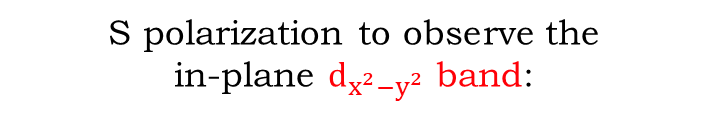 S polarization to observe the
in-plane dₓ²₋y² band: